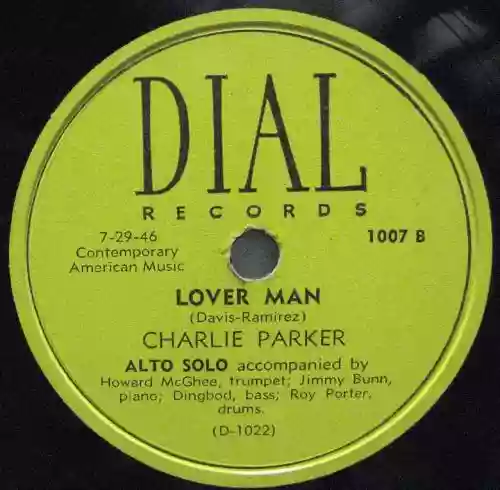 DIAL
RECORDS
7-29-46
Contemporary
American Music
1007 B
LOVER MAN
(Davis-Ramirez)
CHARLIE PARKER
ALTO SOLO accompanied by
Howard McGhee, trumpet; Jimmy Bunn,
piano; Dingbod, bass; Roy Porter,
drums.
(D-1022)